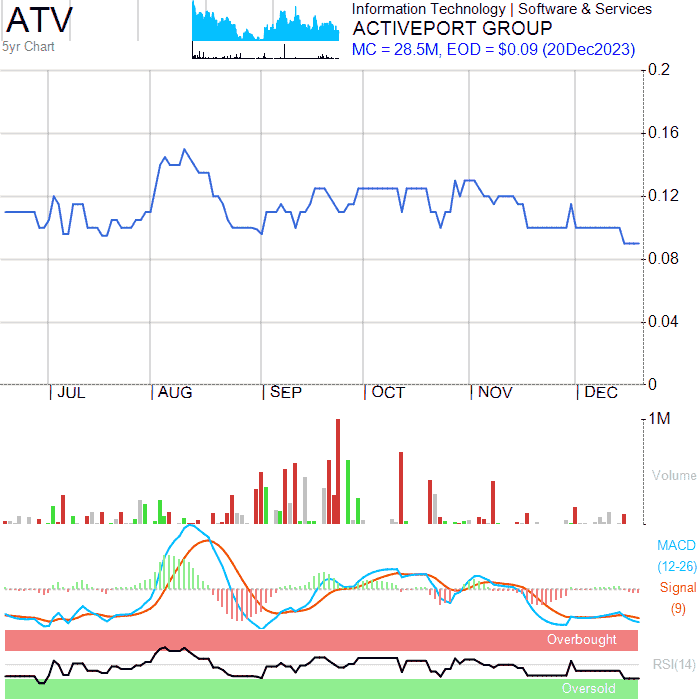 ATV
5yr Chart
Information Technology | Software & Services
ACTIVEPORT GROUP
MC = 28.5M, EOD = $0.09 (20Dec2023)
0.2
0.16
0.12
0.08
0.04
0
JUL AUG SEP OCT NOV DEC
1M
Volume
MACD
(12-26)
Signal
(9)
Overbought
RSI(14)
Oversold